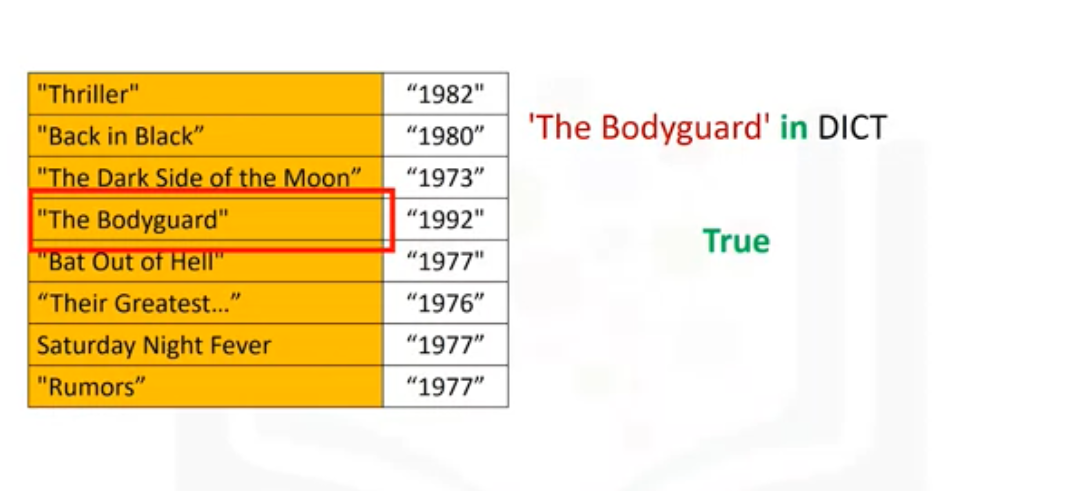 "Thriller" “1982"
"Back in Black” “1980”
"The Dark Side of the Moon” “1973”
"The Bodyguard" “1992"
"Bat Out of Hell" “1977"
“Their Greatest...” “1976”
Saturday Night Fever “1977”
"Rumors” “1977”
'The Bodyguard' in DICT
True